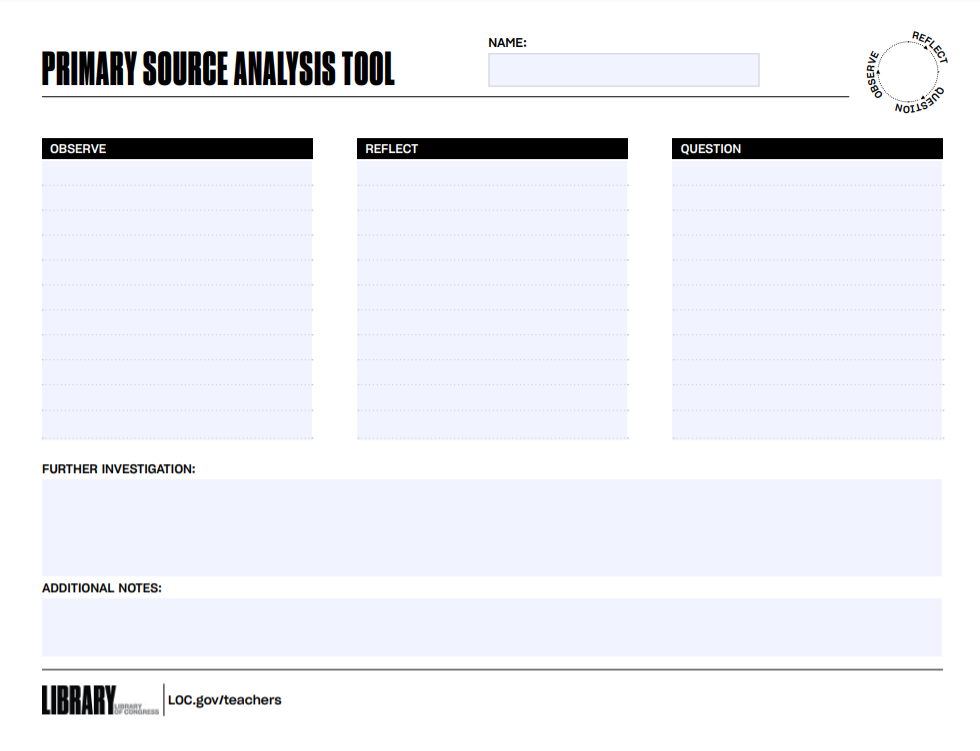 PRIMARY SOURCE ANALYSIS TOOL
NAME:
OBSERVE
REFLECT
QUESTION
OBSERVE
REFLECT
QUESTION
FURTHER INVESTIGATION:
ADDITIONAL NOTES:
LIBRARY
LIBRARY
OF CONGRESS
LOC.gov/teachers